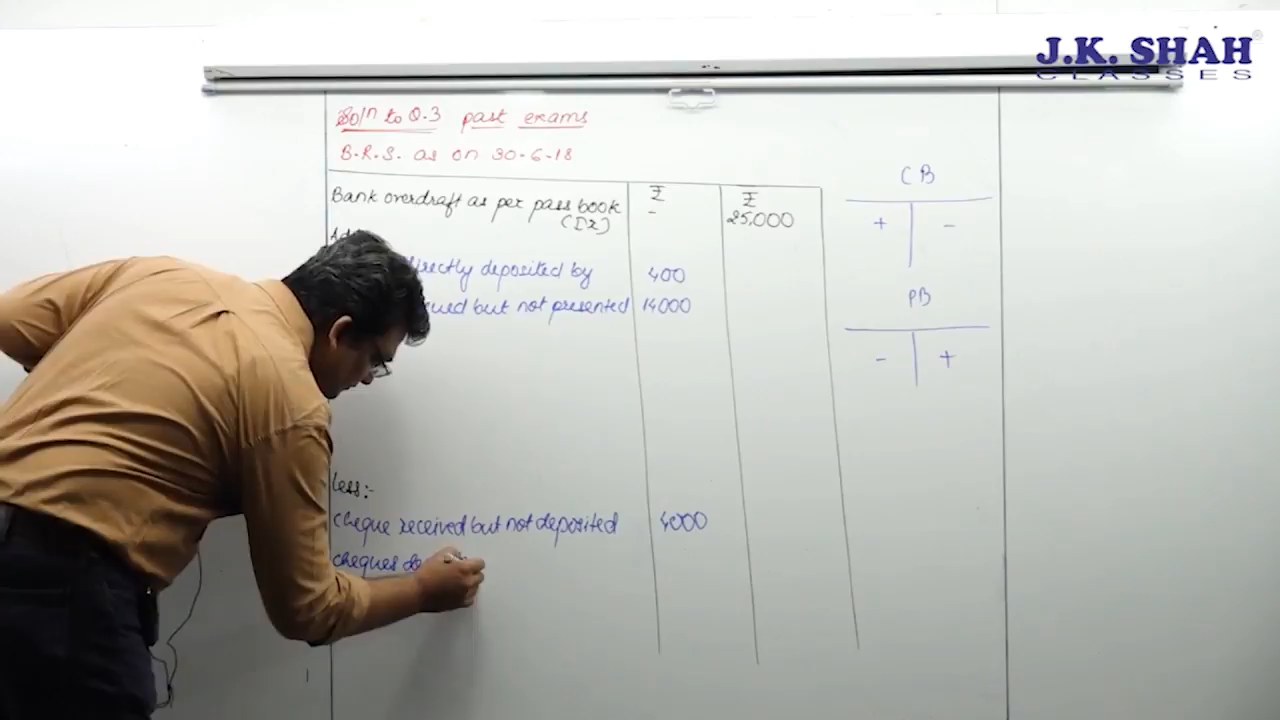 J.K. SHAH
CLASSES
Soln to Q.3 past exams
B.R.S. as on 30-6-18
₹ ₹
Bank overdraft as per pass book - 25,000
directly deposited by 400
but not presented 14000
Less:-
Cheque received but not deposited 4000
cheques de
CB
+ -
PB
- +